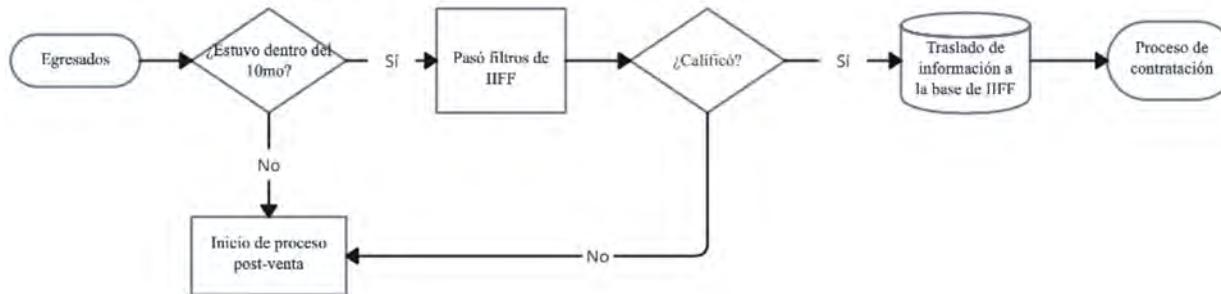 Egresados
¿Estuvo dentro del
10mo?
Sí
Pasó filtros de
IIFF
¿Calificó?
Sí
Traslado de
información a
la base de IIFF
Proceso de
contratación
No
Inicio de proceso
post-venta
No